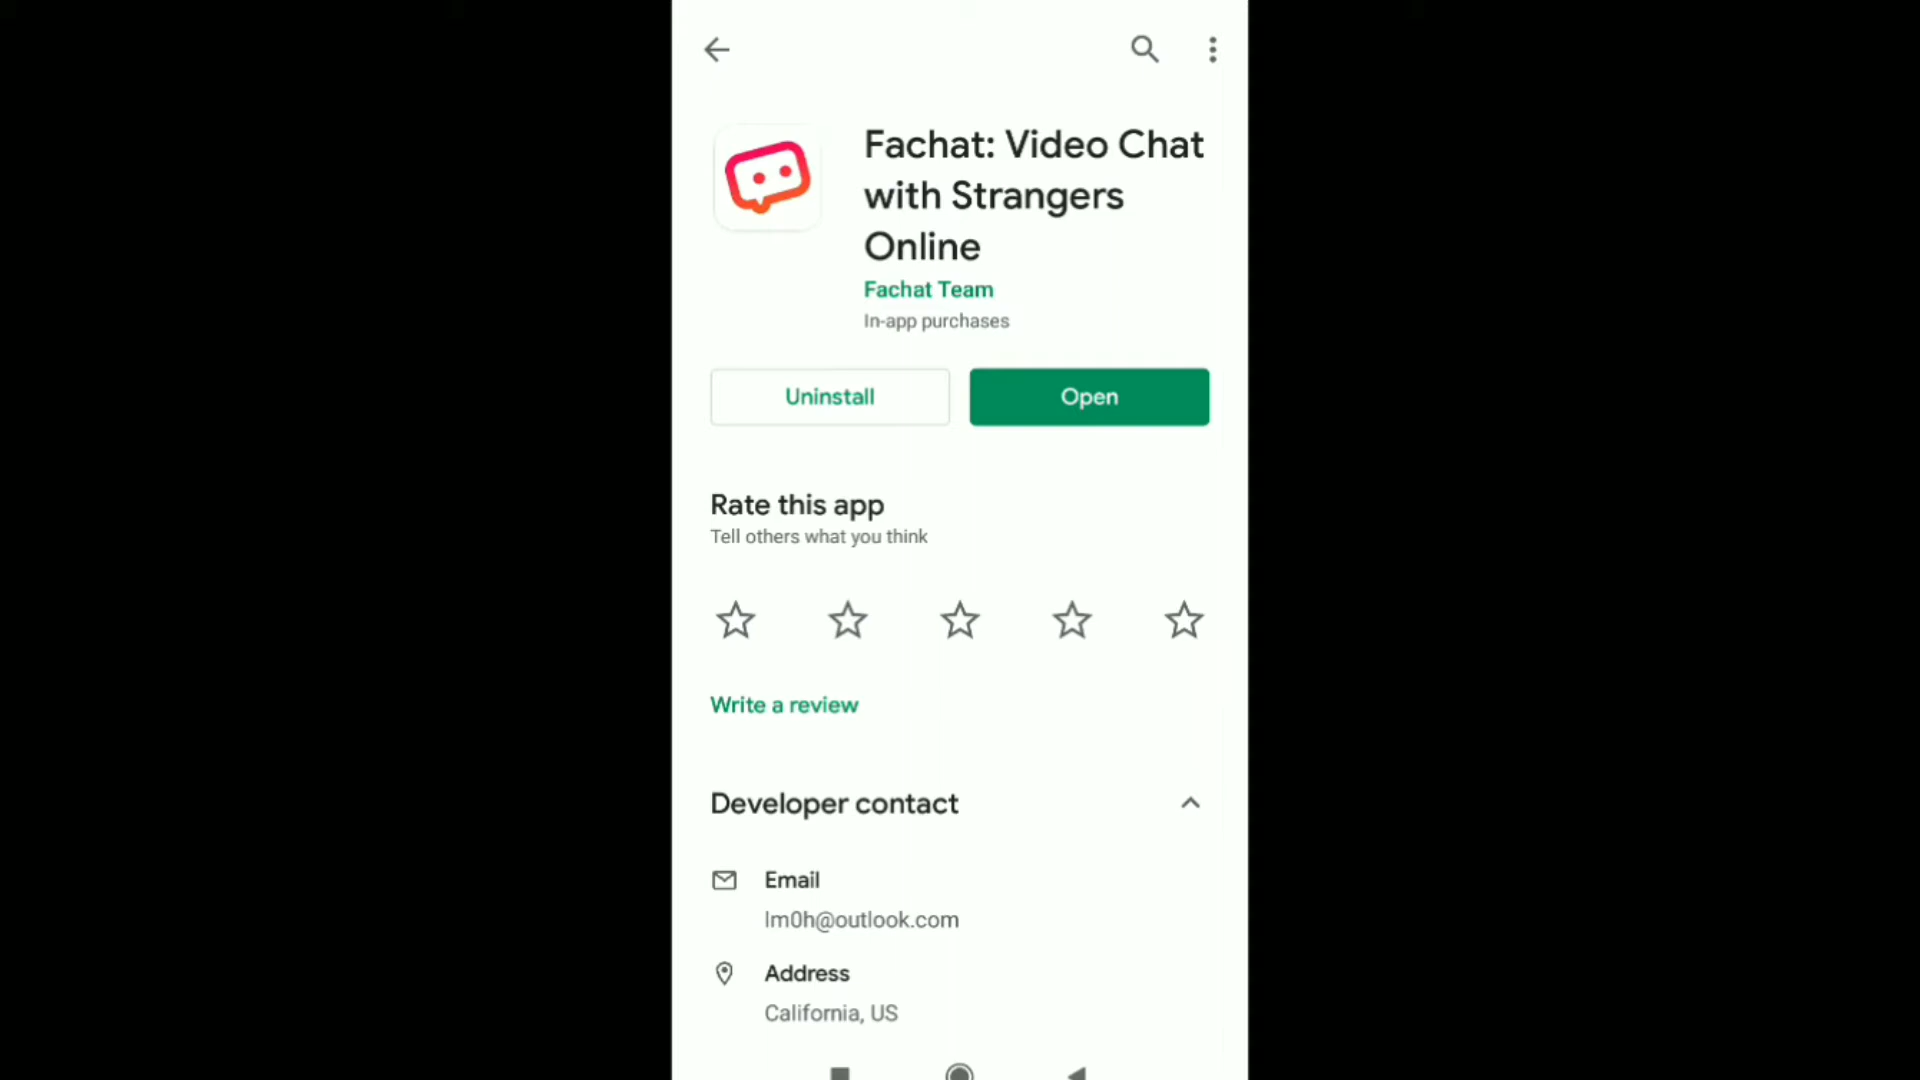 Fachat: Video Chat
with Strangers
Online
Fachat Team
In-app purchases
Uninstall
Open
Rate this app
Tell others what you think
Write a review
Developer contact
Email
lm0h@outlook.com
Address
California, US